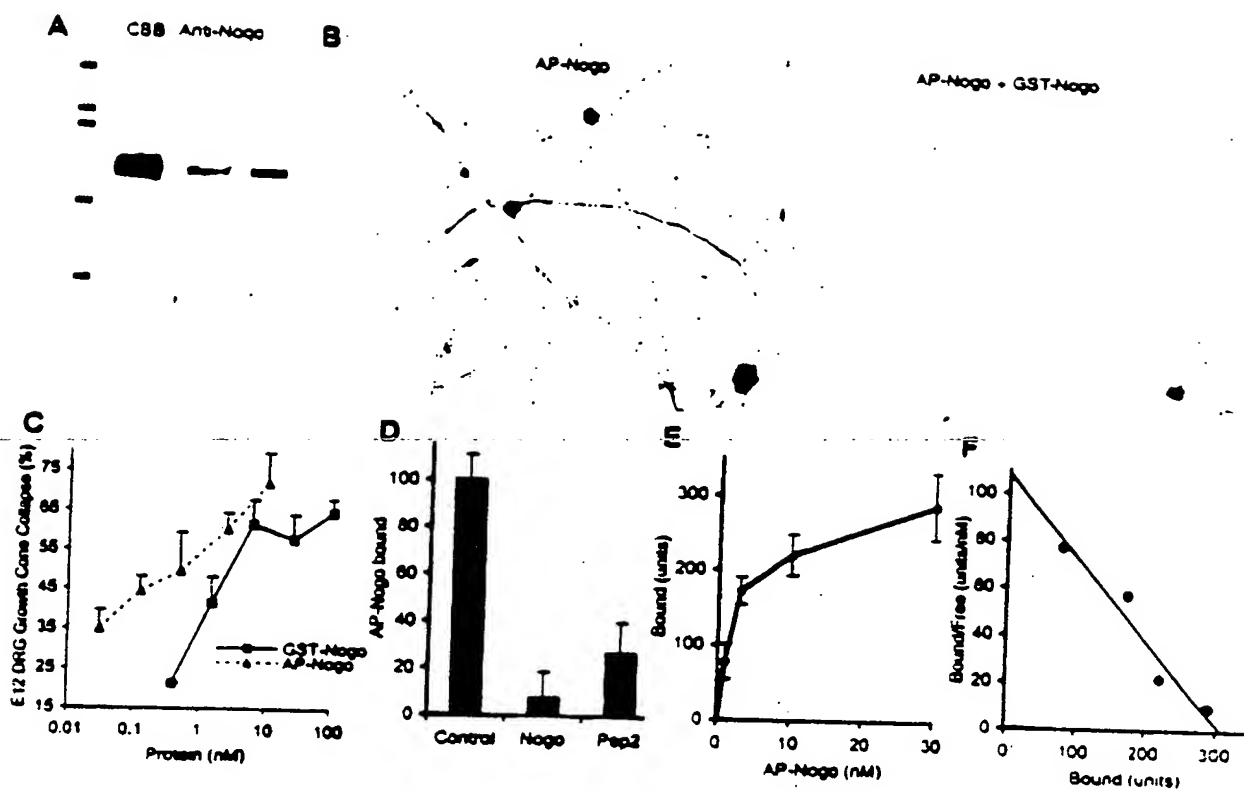 A
CBB Anti-Nogo
B
AP-Nogo
AP-Nogo + GST-Nogo
C
E12 DRG Growth Cone Collapse (%)
75
66
55
45
35
25
15
0.01
0.1
1
10
100
Protein (nM)
GST-Nogo
AP-Nogo
D
AP-Nogo bound
100
80
60
40
20
0
Control
Nogo
Pep2
E
Bound (units)
300
200
100
0
0
10
20
30
AP-Nogo (nM)
F
Bound/Free (units/nM)
100
80
60
40
20
0
0
100
200
300
Bound (units)